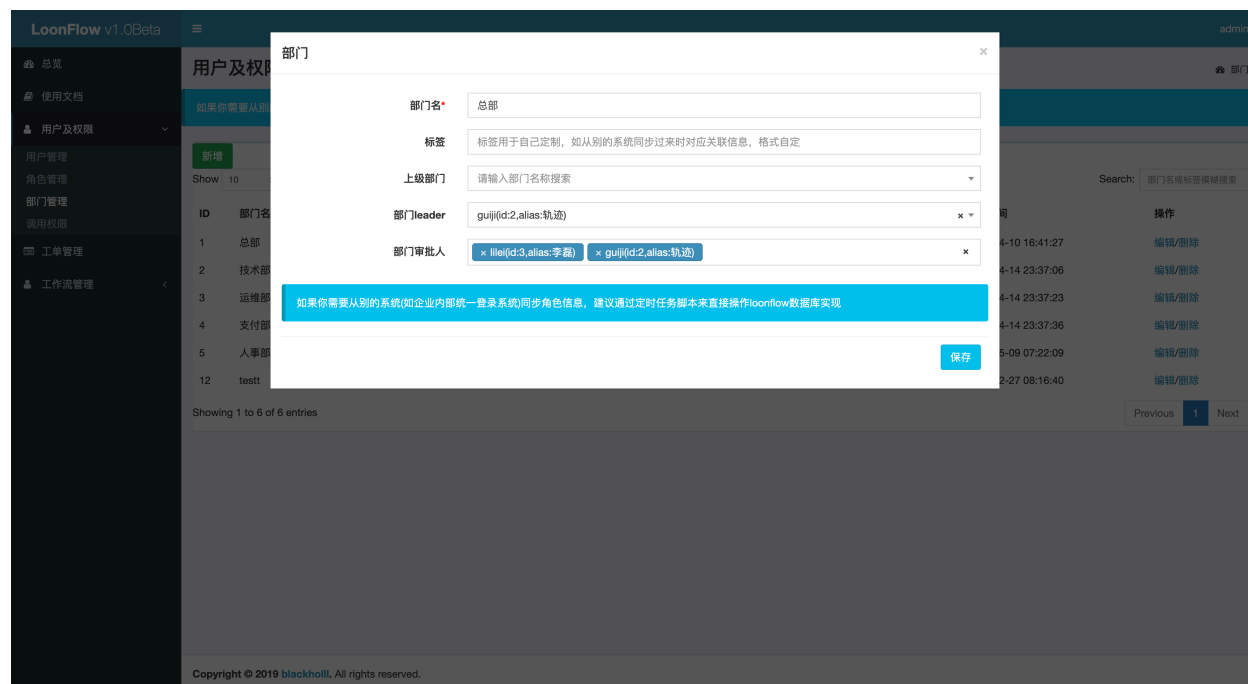 LoonFlow v1.0Beta
admin
总览
使用文档
用户及权限
用户管理
角色管理
部门管理
调用权限
工单管理
工作流管理
用户及权限
部门
如果你需要从别
新增
Show 10
Search: 部门名或标签模糊搜索
ID 部门名 间 操作
1 总部 4-10 16:41:27 编辑/删除
2 技术部 4-14 23:37:06 编辑/删除
3 运维部 4-14 23:37:23 编辑/删除
4 支付部 4-14 23:37:36 编辑/删除
5 人事部 5-09 07:22:09 编辑/删除
12 testt 2-27 08:16:40 编辑/删除
Showing 1 to 6 of 6 entries
Previous 1 Next
部门 ×
部门名* 总部
标签 标签用于自己定制，如从别的系统同步过来时对应关联信息，格式自定
上级部门 请输入部门名称搜索
部门leader guiji(id:2,alias:轨迹) ×
部门审批人 × lilei(id:3,alias:李磊) × guiji(id:2,alias:轨迹) ×
如果你需要从别的系统(如企业内部统一登录系统)同步角色信息，建议通过定时任务脚本来直接操作loonflow数据库实现
保存
Copyright © 2019 blackholll. All rights reserved.